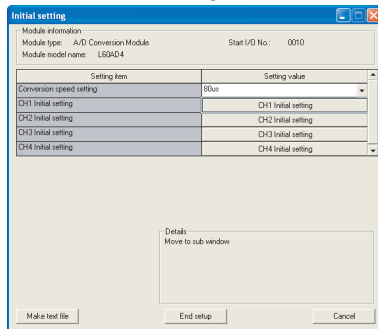 Initial setting
Module information
Module type: A/D Conversion Module Start I/O No.: 0010
Module model name: L60AD4
Setting item Setting value
Conversion speed setting 80us
CH1 Initial setting CH1 Initial setting
CH2 Initial setting CH2 Initial setting
CH3 Initial setting CH3 Initial setting
CH4 Initial setting CH4 Initial setting
Details
Move to sub window
Make text file End setup Cancel